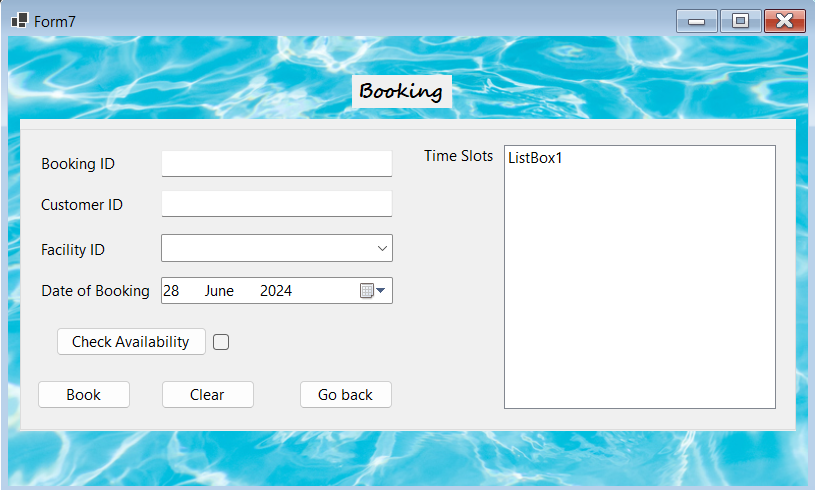 Form7
Booking
Booking ID
Customer ID
Facility ID
Date of Booking 28 June 2024
Check Availability
Book Clear Go back
Time Slots ListBox1